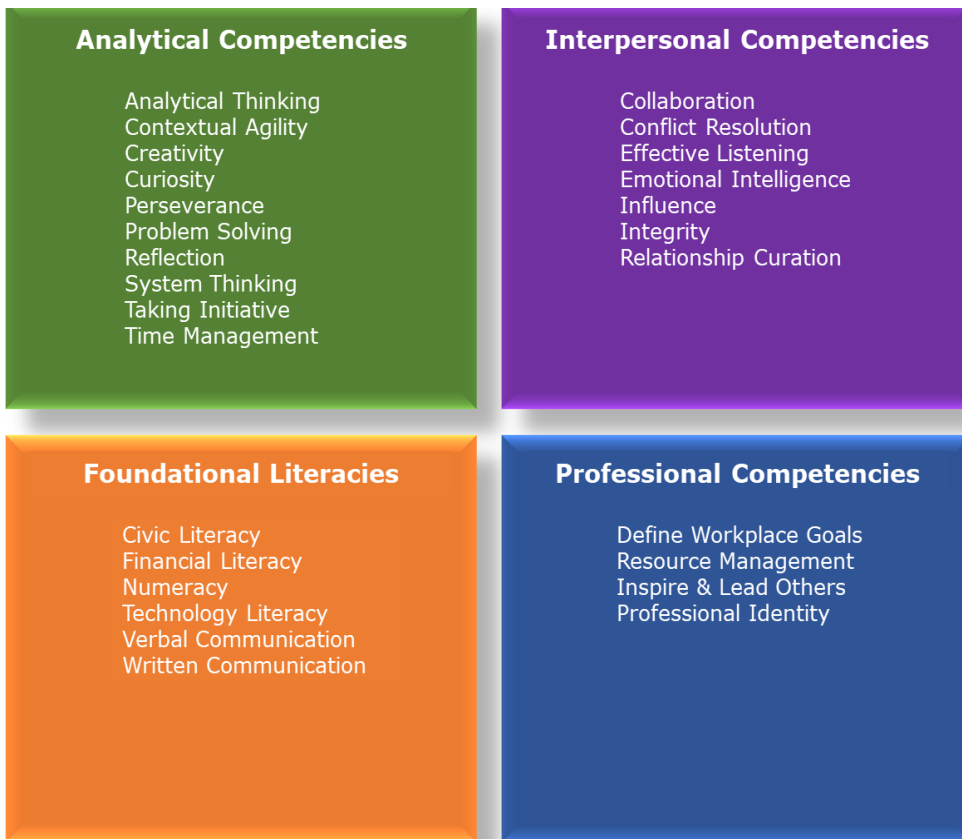 Analytical Competencies
Analytical Thinking
Contextual Agility
Creativity
Curiosity
Perseverance
Problem Solving
Reflection
System Thinking
Taking Initiative
Time Management
Interpersonal Competencies
Collaboration
Conflict Resolution
Effective Listening
Emotional Intelligence
Influence
Integrity
Relationship Curation
Foundational Literacies
Civic Literacy
Financial Literacy
Numeracy
Technology Literacy
Verbal Communication
Written Communication
Professional Competencies
Define Workplace Goals
Resource Management
Inspire & Lead Others
Professional Identity